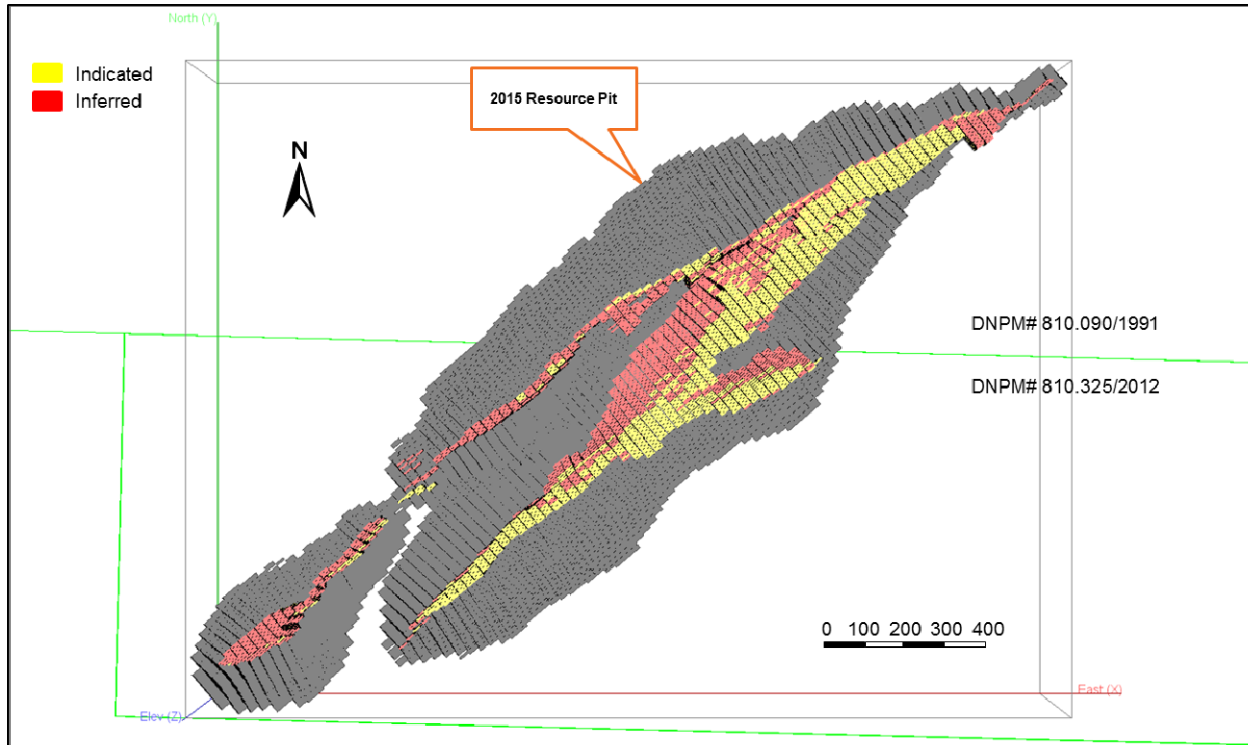 North (Y)
Indicated
Inferred
2015 Resource Pit
N
DNPM# 810.090/1991
DNPM# 810.325/2012
0 100 200 300 400
East (X)
Elev (Z)